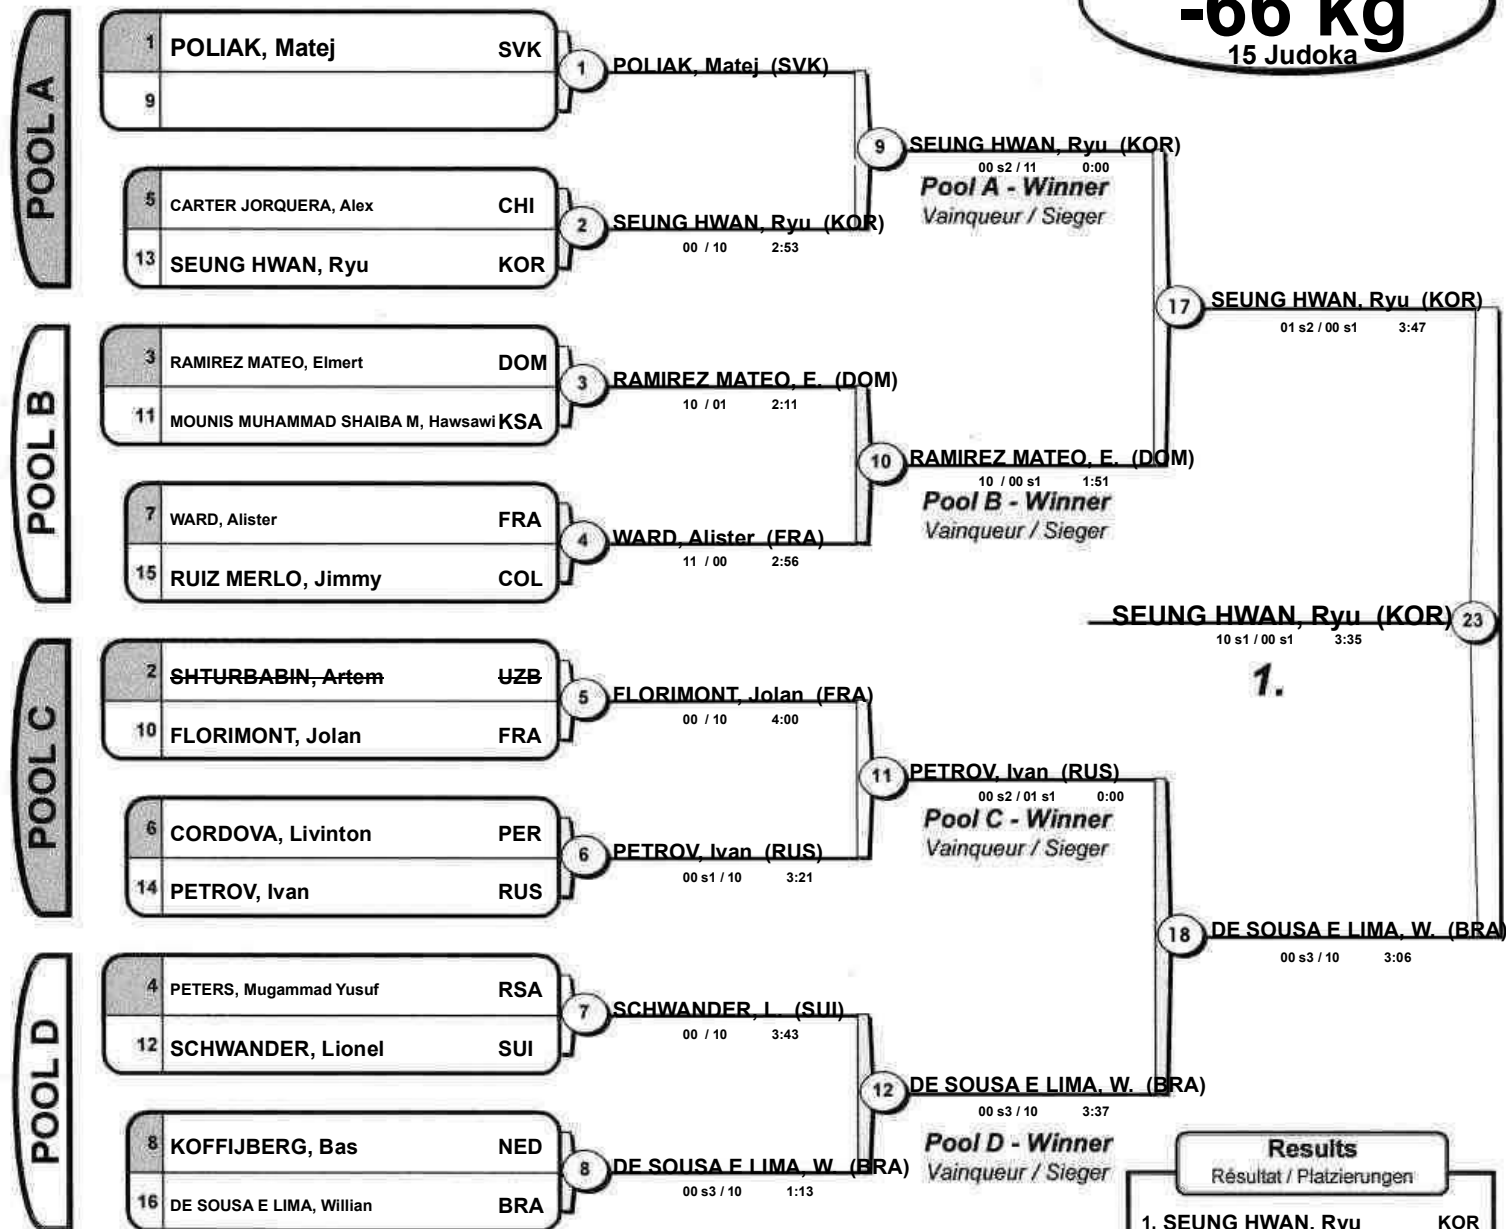 -66 kg
15 Judoka
POOL A
1 POLIAK, Matej SVK
9
1 POLIAK, Matej (SVK)
5 CARTER JORQUERA, Alex CHI
13 SEUNG HWAN, Ryu KOR
2 SEUNG HWAN, Ryu (KOR)
00 / 10 2:53
9 SEUNG HWAN, Ryu (KOR)
00 s2 / 11 0:00
Pool A - Winner
Vainqueur / Sieger
POOL B
3 RAMIREZ MATEO, Elmert DOM
11 MOUNIS MUHAMMAD SHAIBA M, Hawsawi KSA
3 RAMIREZ MATEO, E. (DOM)
10 / 01 2:11
7 WARD, Alister FRA
15 RUIZ MERLO, Jimmy COL
4 WARD, Alister (FRA)
11 / 00 2:56
10 RAMIREZ MATEO, E. (DOM)
10 / 00 s1 1:51
Pool B - Winner
Vainqueur / Sieger
17 SEUNG HWAN, Ryu (KOR)
01 s2 / 00 s1 3:47
SEUNG HWAN, Ryu (KOR) 23
10 s1 / 00 s1 3:35
1.
POOL C
2 SHTURBABIN, Artem UZB
10 FLORIMONT, Jolan FRA
5 FLORIMONT, Jolan (FRA)
00 / 10 4:00
6 CORDOVA, Livinton PER
14 PETROV, Ivan RUS
6 PETROV, Ivan (RUS)
00 s1 / 10 3:21
11 PETROV, Ivan (RUS)
00 s2 / 01 s1 0:00
Pool C - Winner
Vainqueur / Sieger
POOL D
4 PETERS, Mugammad Yusuf RSA
12 SCHWANDER, Lionel SUI
7 SCHWANDER, L. (SUI)
00 / 10 3:43
8 KOFFIJBERG, Bas NED
16 DE SOUSA E LIMA, Willian BRA
8 DE SOUSA E LIMA, W. (BRA)
00 s3 / 10 1:13
12 DE SOUSA E LIMA, W. (BRA)
00 s3 / 10 3:37
Pool D - Winner
Vainqueur / Sieger
18 DE SOUSA E LIMA, W. (BRA)
00 s3 / 10 3:06
Results
Résultat / Platzierungen
1. SEUNG HWAN, Ryu KOR